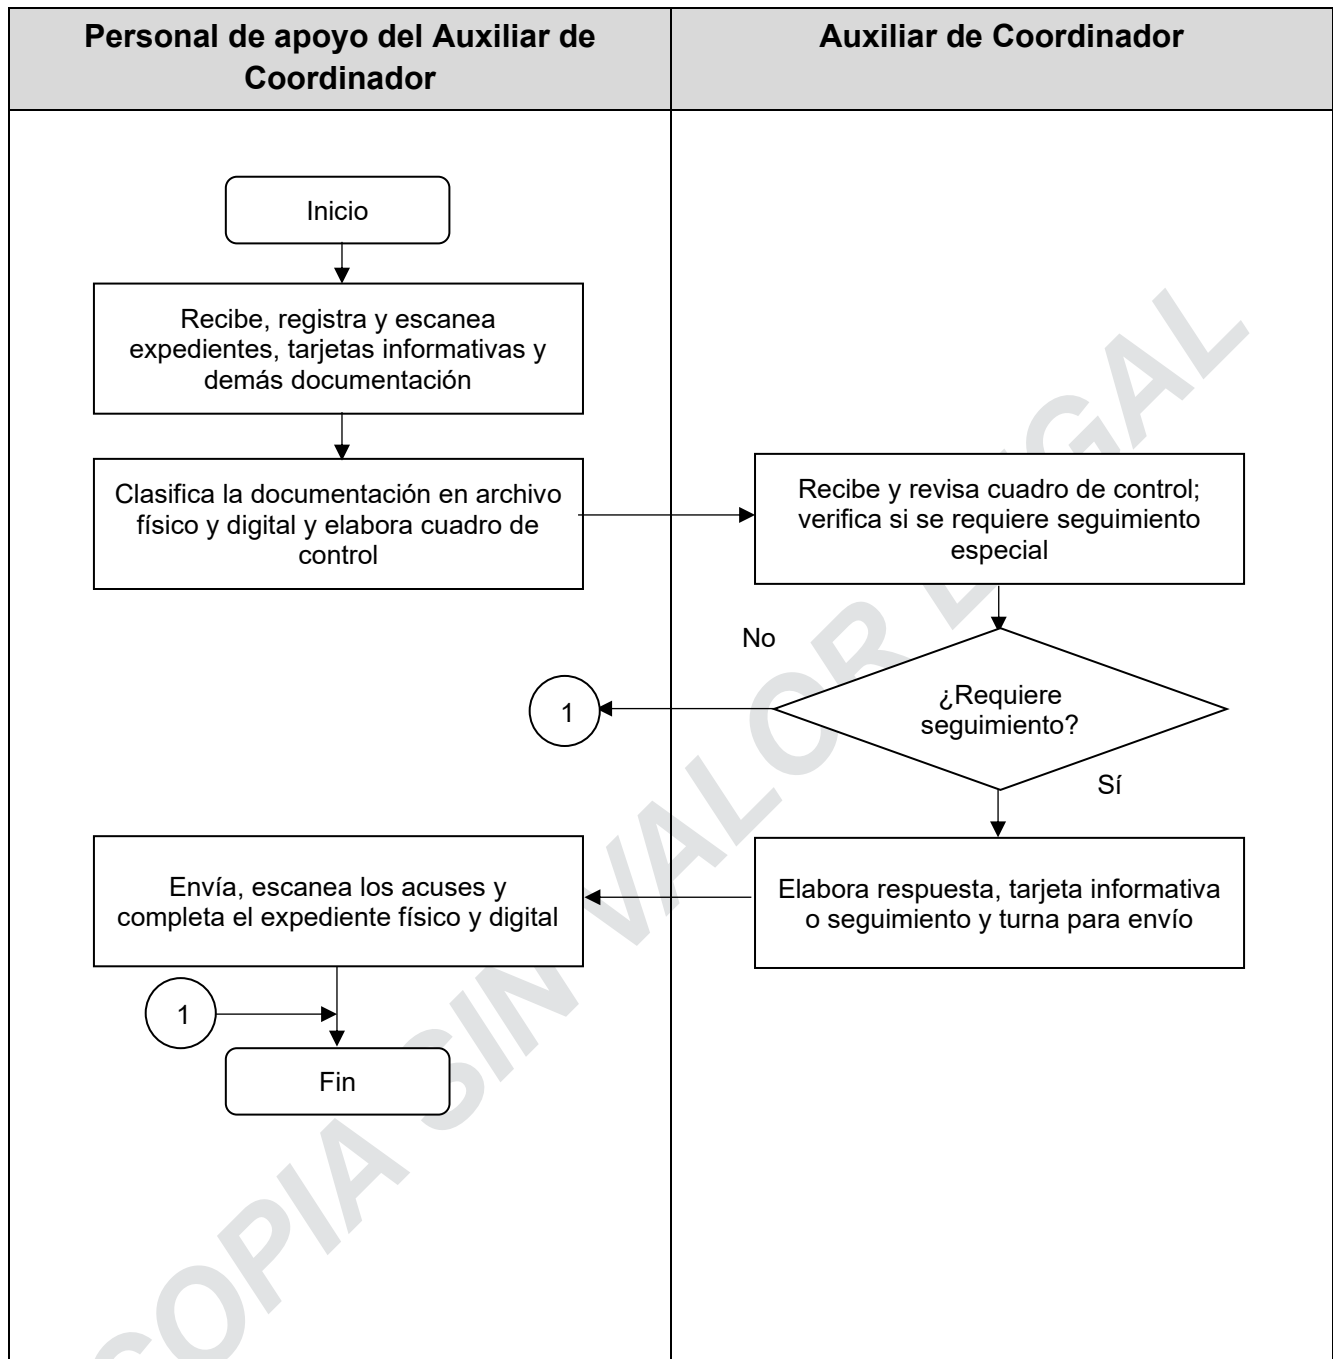 Personal de apoyo del Auxiliar de
Coordinador
Auxiliar de Coordinador
Inicio
Recibe, registra y escanea
expedientes, tarjetas informativas y
demás documentación
Clasifica la documentación en archivo
físico y digital y elabora cuadro de
control
Recibe y revisa cuadro de control;
verifica si se requiere seguimiento
especial
No
¿Requiere
seguimiento?
1
Sí
Elabora respuesta, tarjeta informativa
o seguimiento y turna para envío
Envía, escanea los acuses y
completa el expediente físico y digital
1
Fin
COPIA SIN VALOR LEGAL